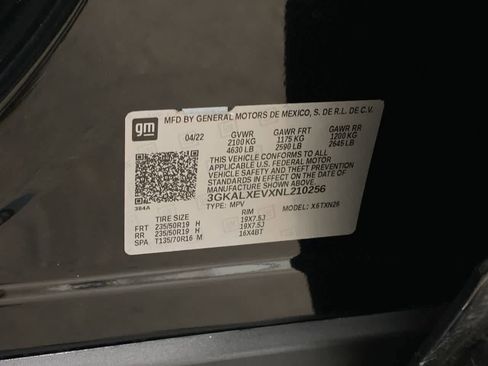 gm
MFD BY GENERAL MOTORS DE MEXICO, S. DE R.L. DE C.V.
04/22 GVWR GAWR FRT GAWR RR
2100 KG 1175 KG 1200 KG
4630 LB 2590 LB 2645 LB
THIS VEHICLE CONFORMS TO ALL
APPLICABLE U.S. FEDERAL MOTOR
VEHICLE SAFETY AND THEFT PREVENTION
STANDARDS IN EFFECT ON THE DATE OF
MANUFACTURE SHOWN ABOVE.
3GKALXEVXNL210256
TYPE: MPV MODEL: X6TXN26
TIRE SIZE RIM
FRT 235/50R19 H 19X7.5J
RR 235/50R19 H 19X7.5J
SPA T135/70R16 M 16X4BT